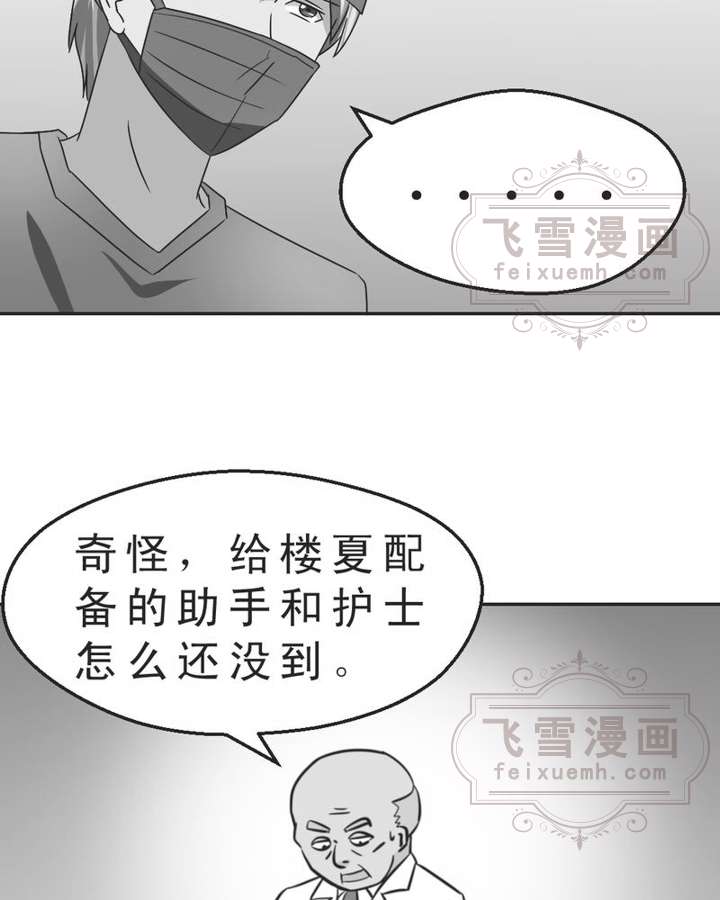 · · · · ·
飞雪漫画
feixuemh.com
奇怪，给楼夏配
备的助手和护士
怎么还没到。
飞雪漫画
feixuemh.com